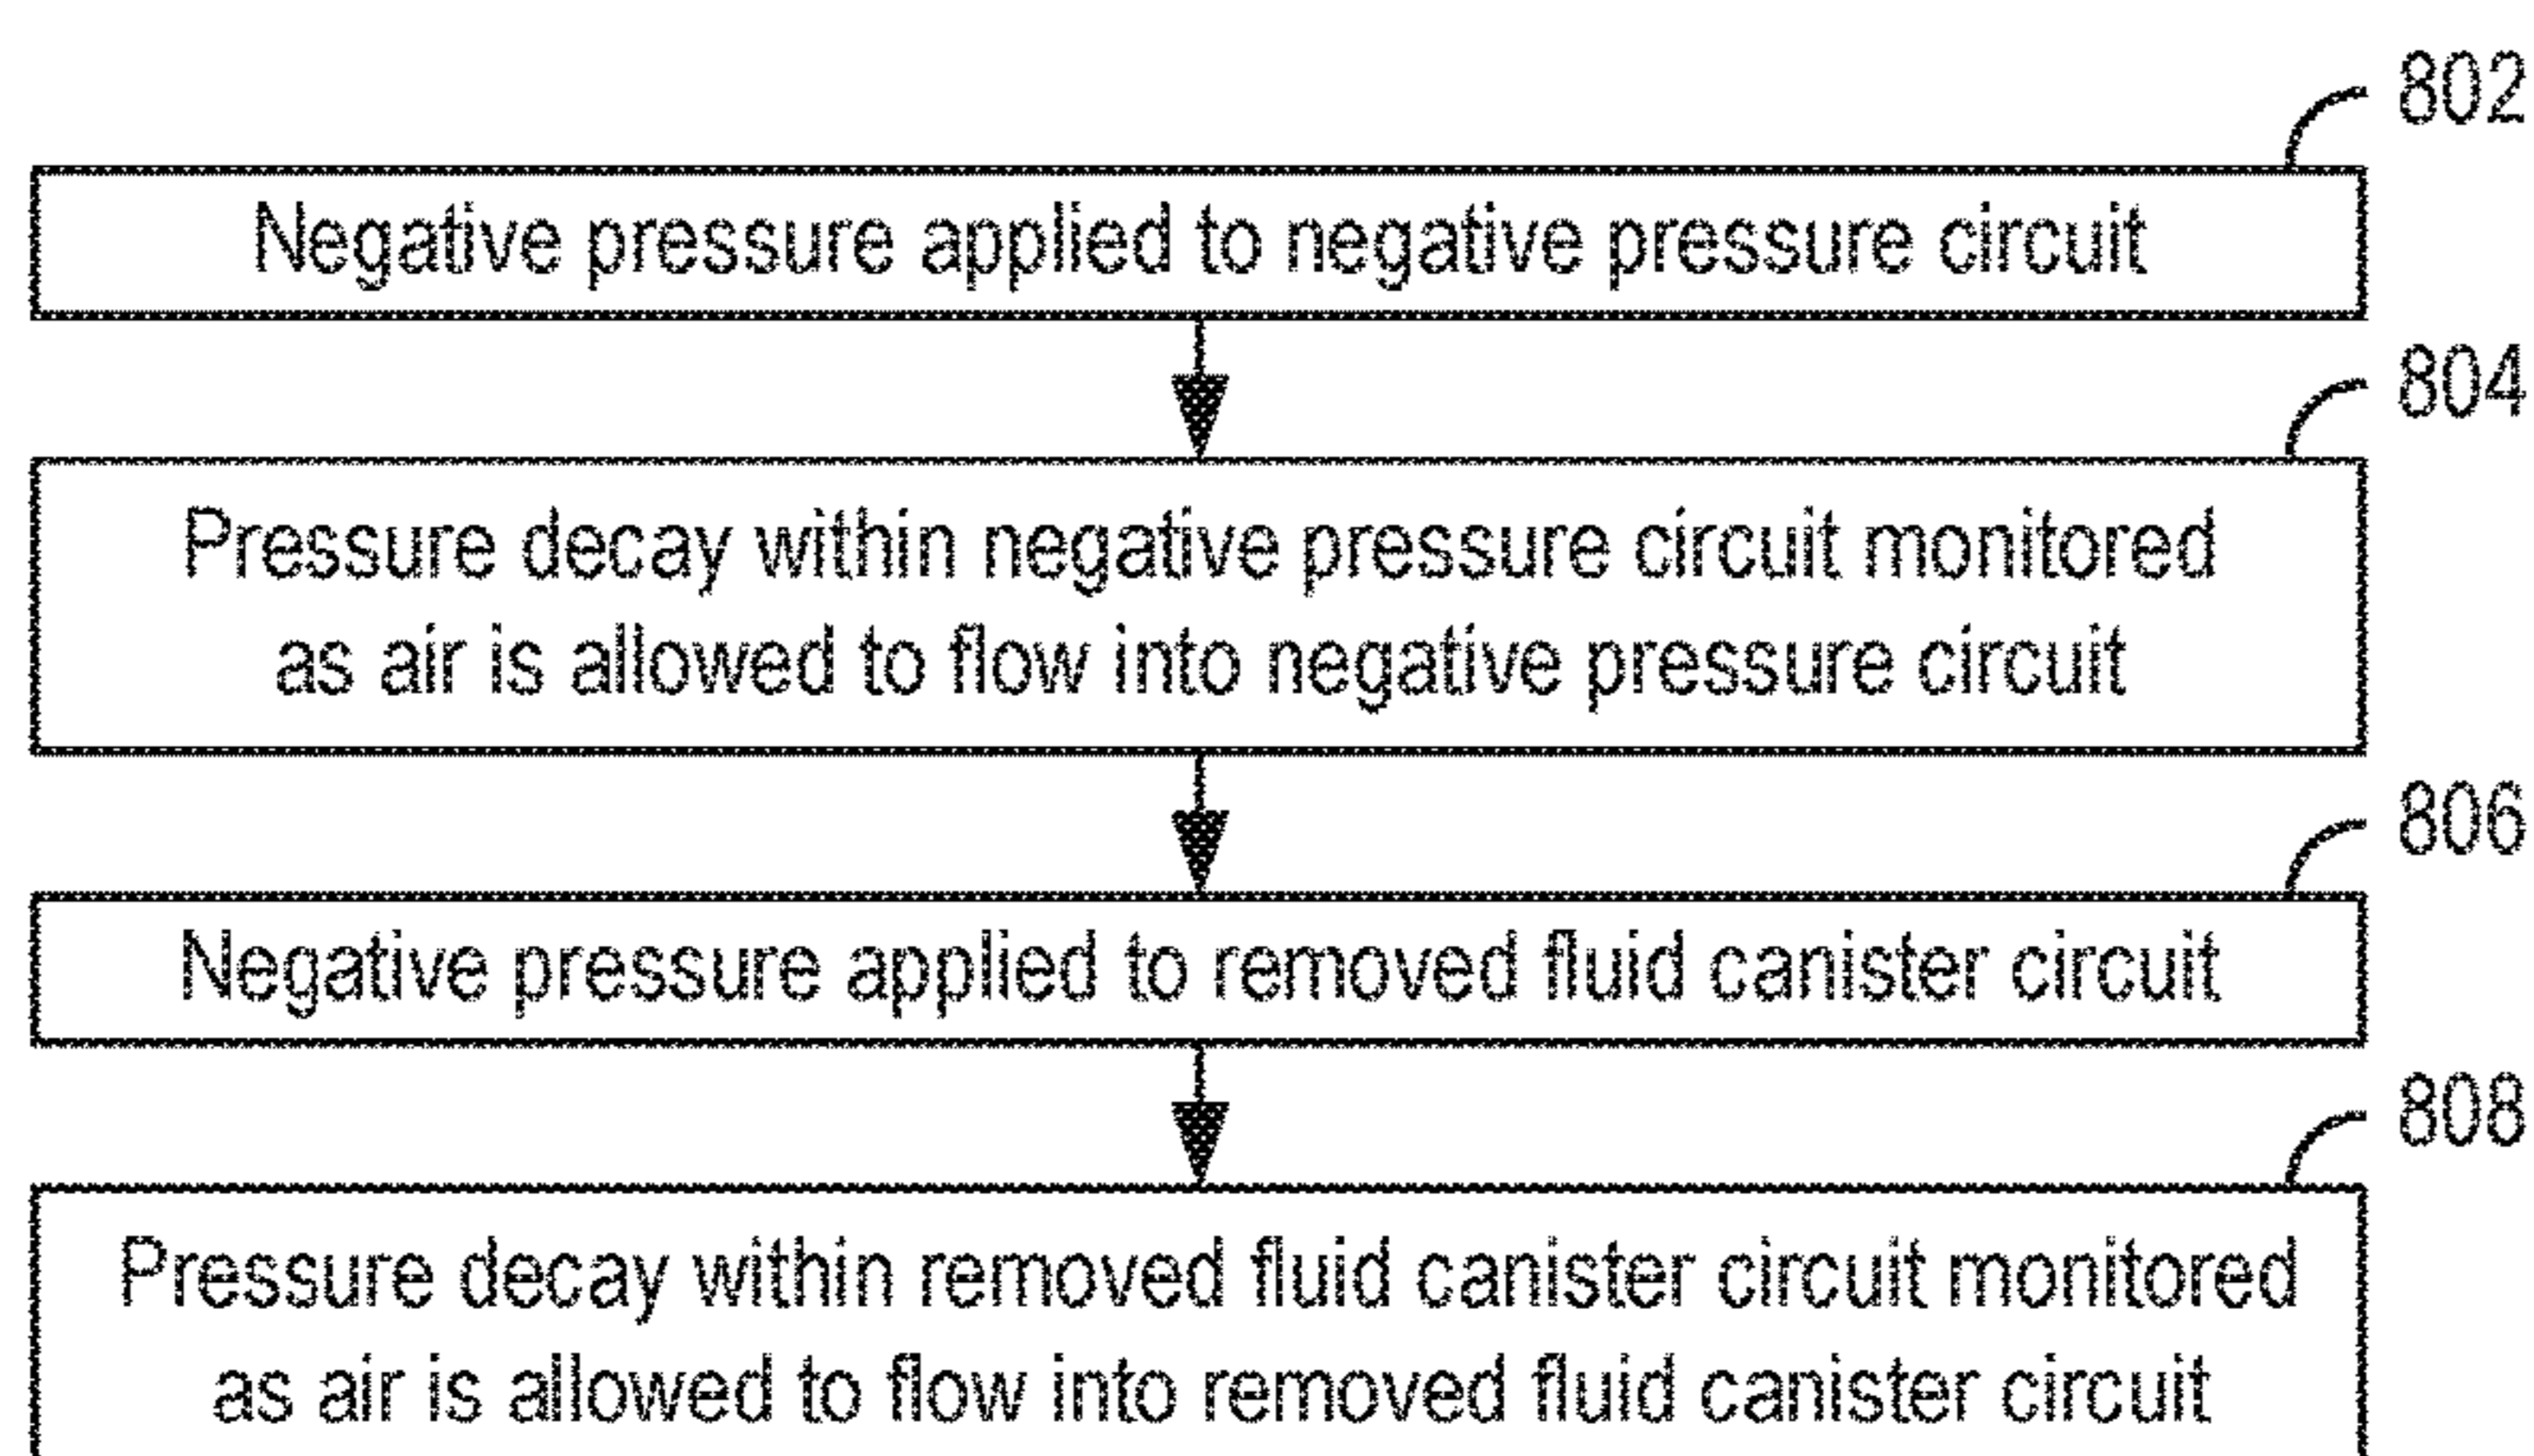 802
Negative pressure applied to negative pressure circuit
804
Pressure decay within negative pressure circuit monitored
as air is allowed to flow into negative pressure circuit
806
Negative pressure applied to removed fluid canister circuit
808
Pressure decay within removed fluid canister circuit monitored
as air is allowed to flow into removed fluid canister circuit